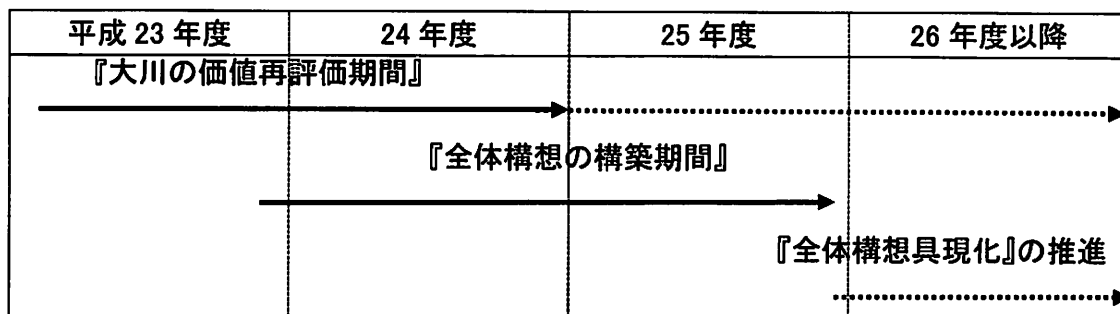 平成 23 年度 24 年度 25 年度 26 年度以降
『大川の価値再評価期間』
『全体構想の構築期間』
『全体構想具現化』の推進